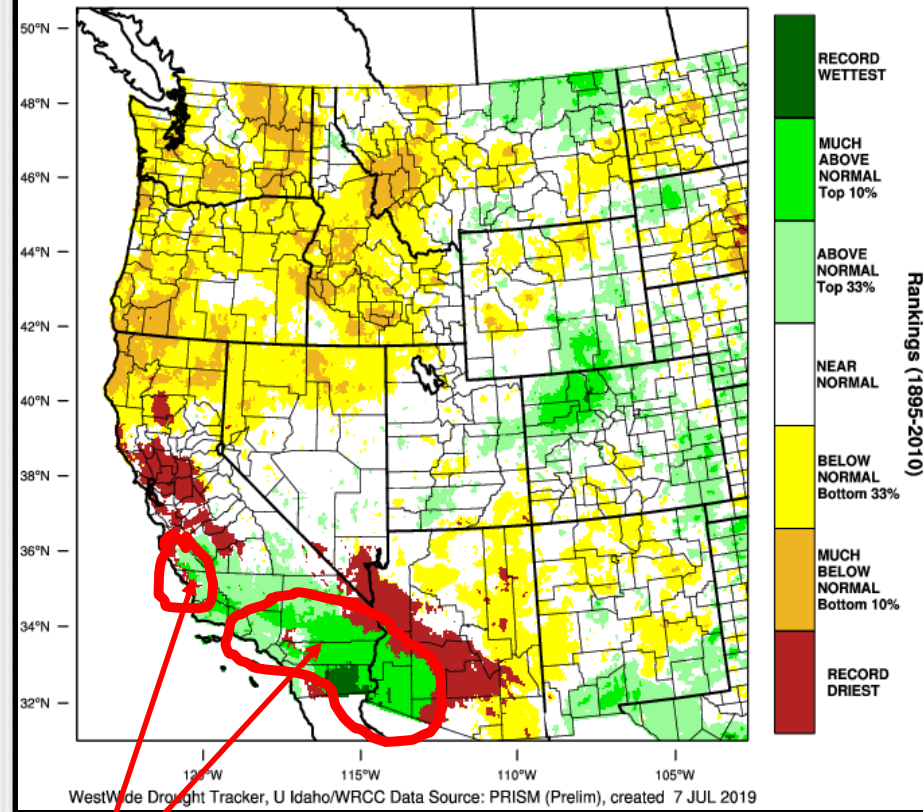 50°N
48°N
46°N
44°N
42°N
40°N
38°N
36°N
34°N
32°N
120°W
115°W
110°W
105°W
RECORD
WETTEST
MUCH
ABOVE
NORMAL
Top 10%
ABOVE
NORMAL
Top 33%
NEAR
NORMAL
BELOW
NORMAL
Bottom 33%
MUCH
BELOW
NORMAL
Bottom 10%
RECORD
DRIEST
Rankings (1895-2010)
WestWide Drought Tracker, U Idaho/WRCC Data Source: PRISM (Prelim), created 7 JUL 2019